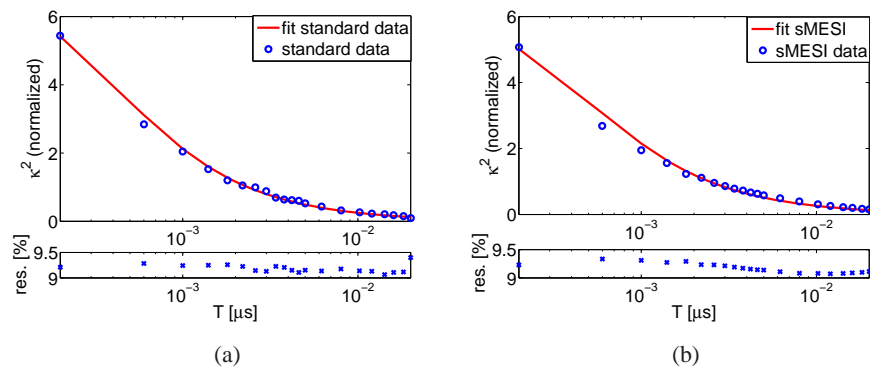 6
4
2
0
κ² (normalized)
fit standard data
standard data
10⁻³
10⁻²
9.5
9
res. [%]
10⁻³
10⁻²
T [µs]
(a)
6
4
2
0
κ² (normalized)
fit sMESI
sMESI data
10⁻³
10⁻²
9.5
9
res. [%]
10⁻³
10⁻²
T [µs]
(b)